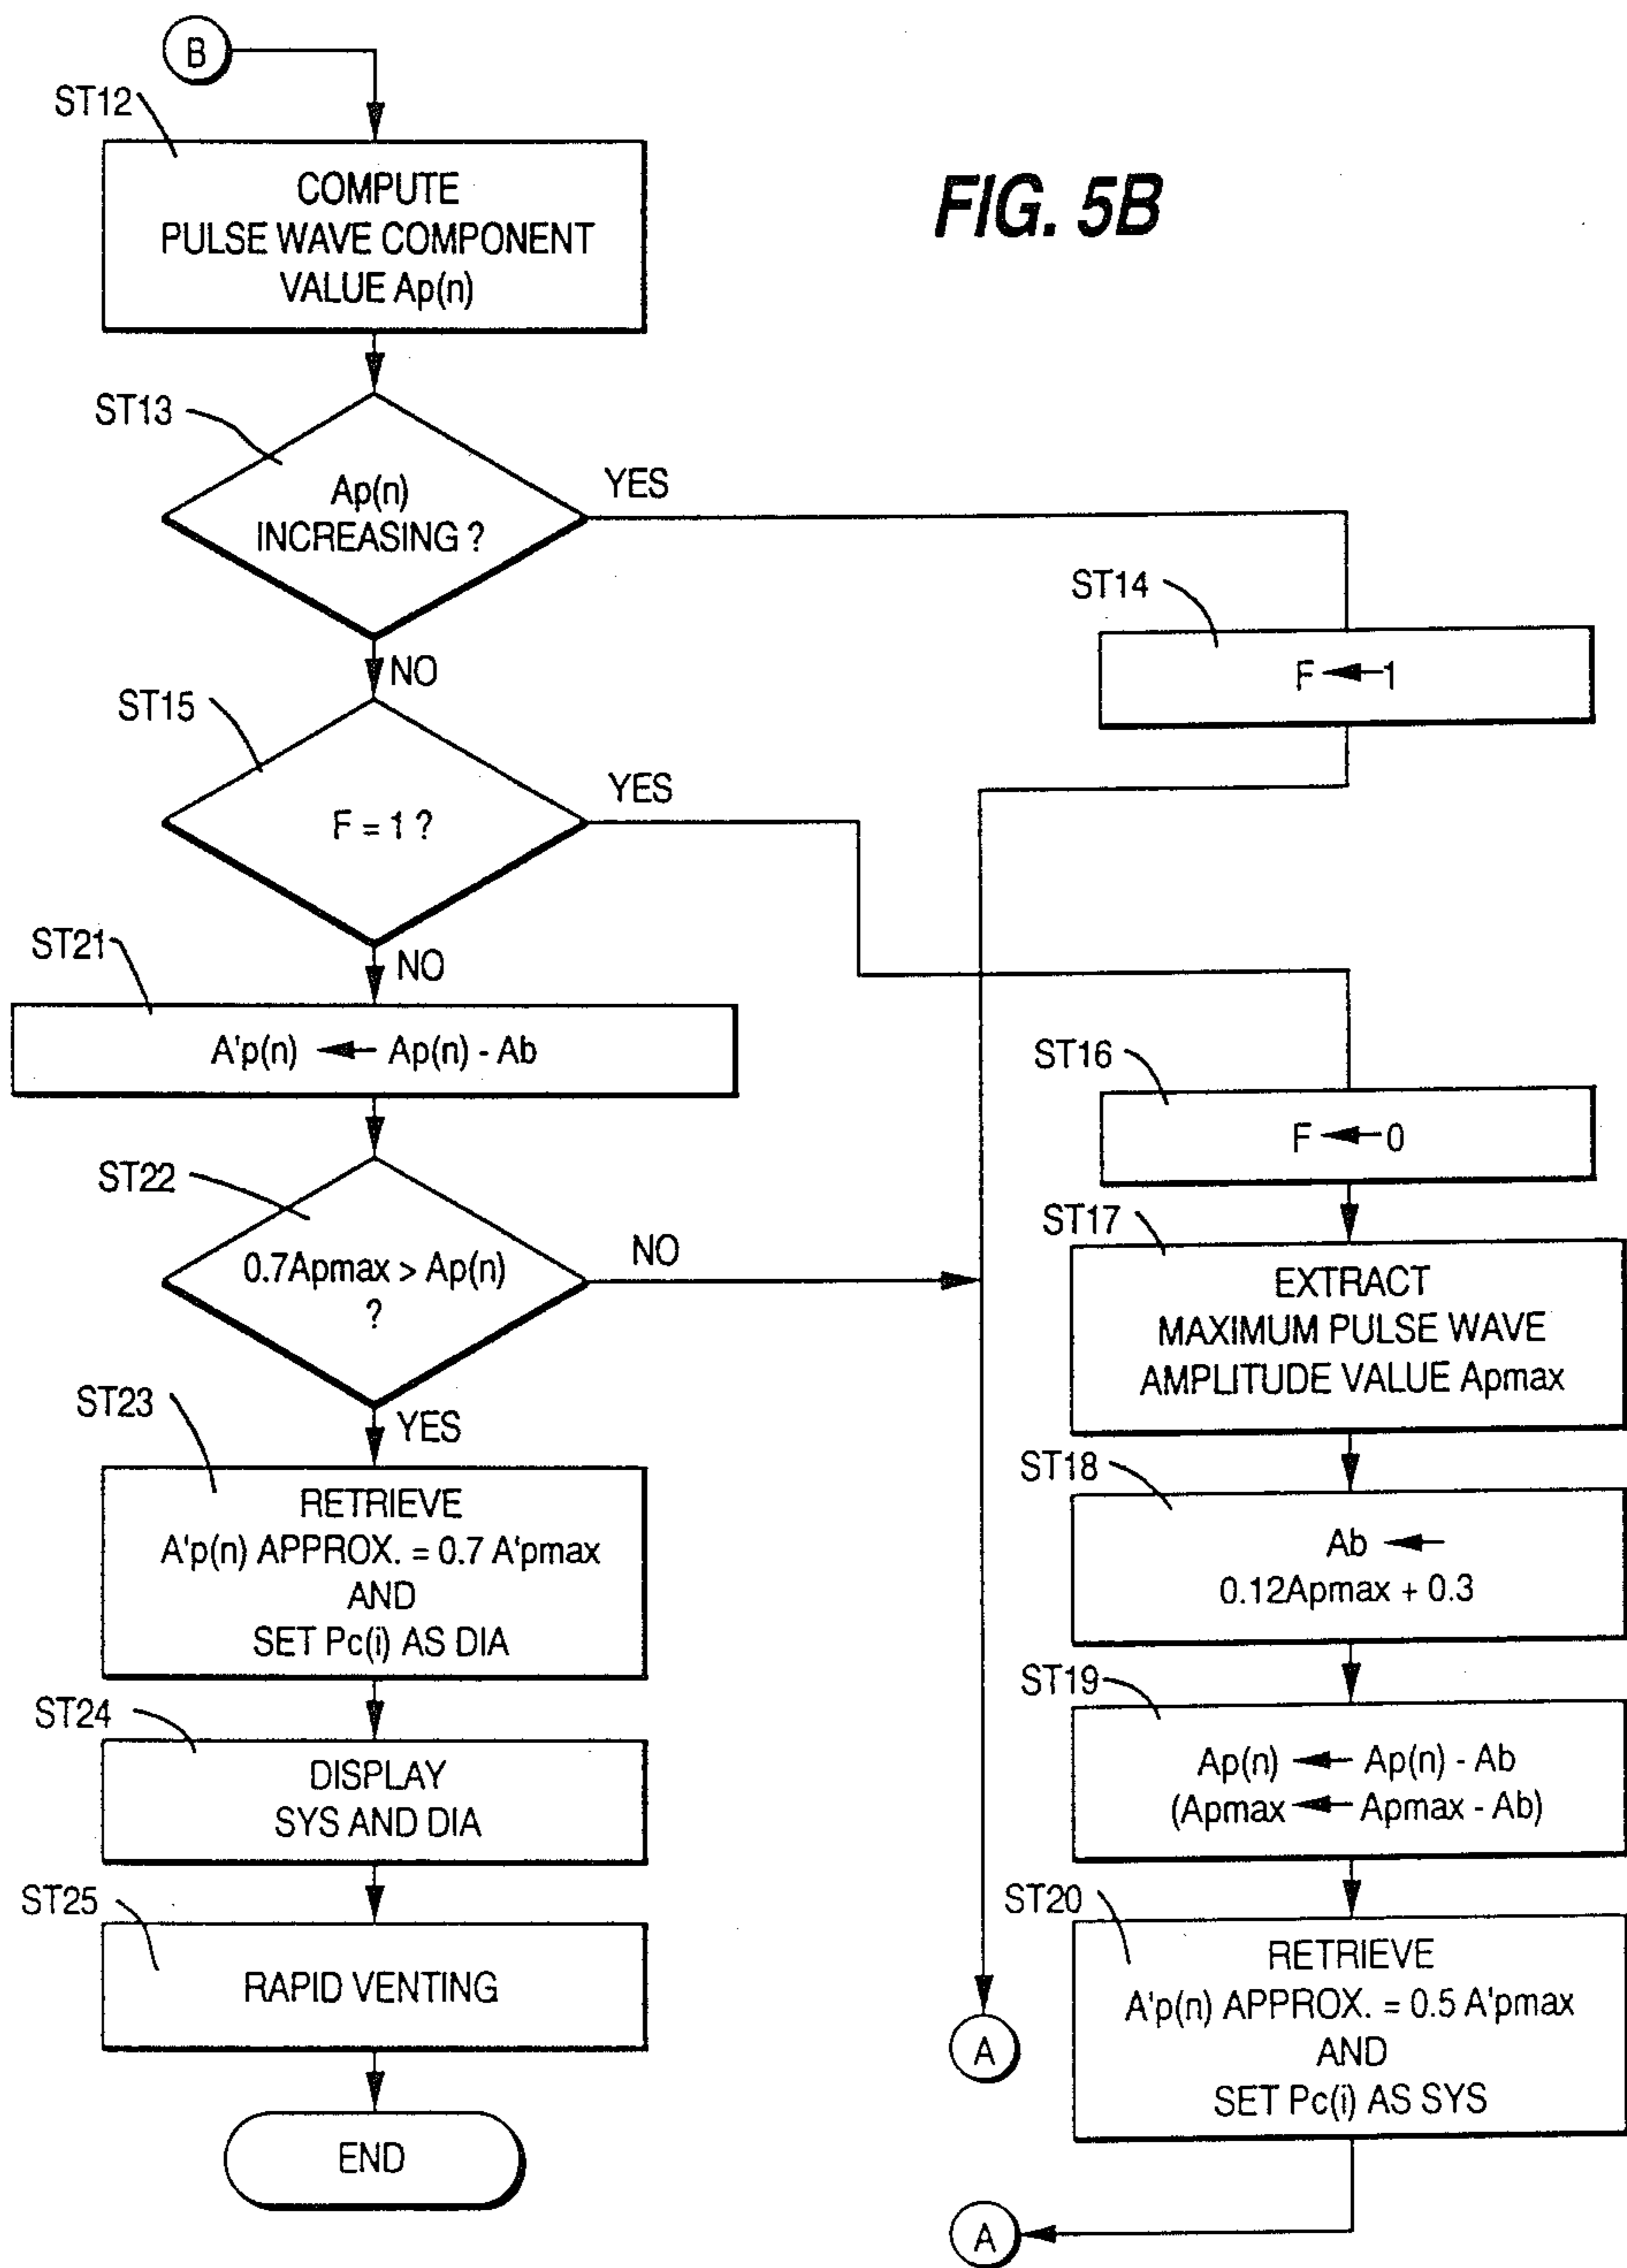 B
FIG. 5B
ST12
COMPUTE
PULSE WAVE COMPONENT
VALUE Ap(n)
ST13
Ap(n)
INCREASING ?
YES
NO
ST14
F ← 1
ST15
F = 1 ?
YES
NO
ST21
A'p(n) ← Ap(n) - Ab
ST22
0.7Apmax > Ap(n)
?
NO
YES
ST23
RETRIEVE
A'p(n) APPROX. = 0.7 A'pmax
AND
SET Pc(i) AS DIA
ST24
DISPLAY
SYS AND DIA
ST25
RAPID VENTING
END
ST16
F ← 0
ST17
EXTRACT
MAXIMUM PULSE WAVE
AMPLITUDE VALUE Apmax
ST18
Ab ←
0.12Apmax + 0.3
ST19
Ap(n) ← Ap(n) - Ab
(Apmax ← Apmax - Ab)
ST20
RETRIEVE
A'p(n) APPROX. = 0.5 A'pmax
AND
SET Pc(i) AS SYS
A
A